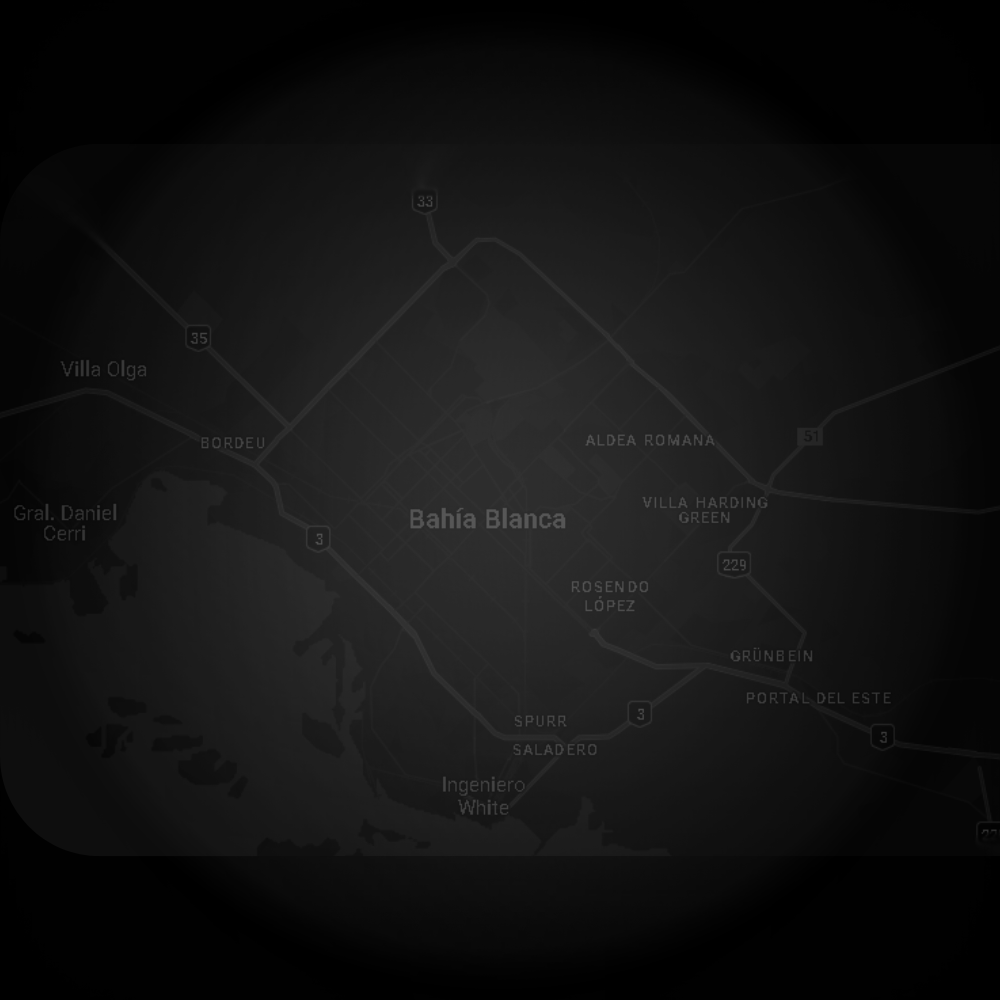 33
35
Villa Olga
BORDEU
ALDEA ROMANA
51
Gral. Daniel
Cerri
3
Bahía Blanca
VILLA HARDING
GREEN
229
ROSENDO
LÓPEZ
GRÜNBEIN
PORTAL DEL ESTE
3
SPURR
3
SALADERO
Ingeniero
White